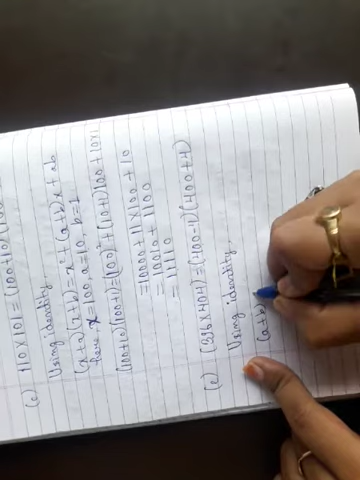 (c) 110 × 101 = (100+10) (100
Using identity
(x+a)(x+b) = x² + (a+b)x + ab
here x 100, a = 10, b = 1
(100+10)(100+1) = (100)² + (10+1)100 + 10×1
= 10000 + 11×100 + 10
= 10010 + 1100
= 11110
(e) (396 × 404) = (400-4)(400+4)
Using identity.
(a+b)